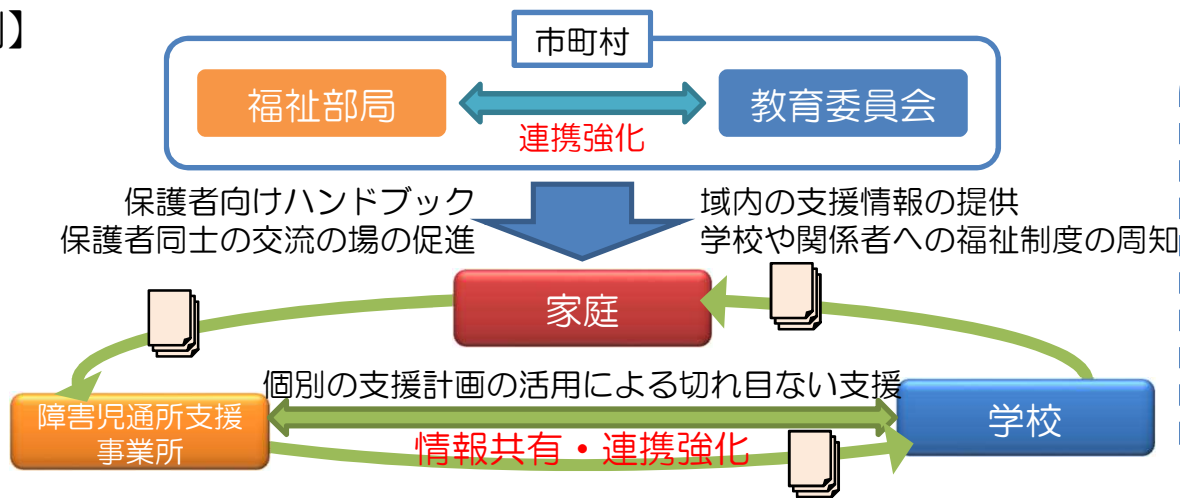 】
市町村
福祉部局
教育委員会
連携強化
保護者向けハンドブック
保護者同士の交流の場の促進
域内の支援情報の提供
学校や関係者への福祉制度の周知
家庭
個別の支援計画の活用による切れ目ない支援
障害児通所支援
事業所
学校
情報共有・連携強化